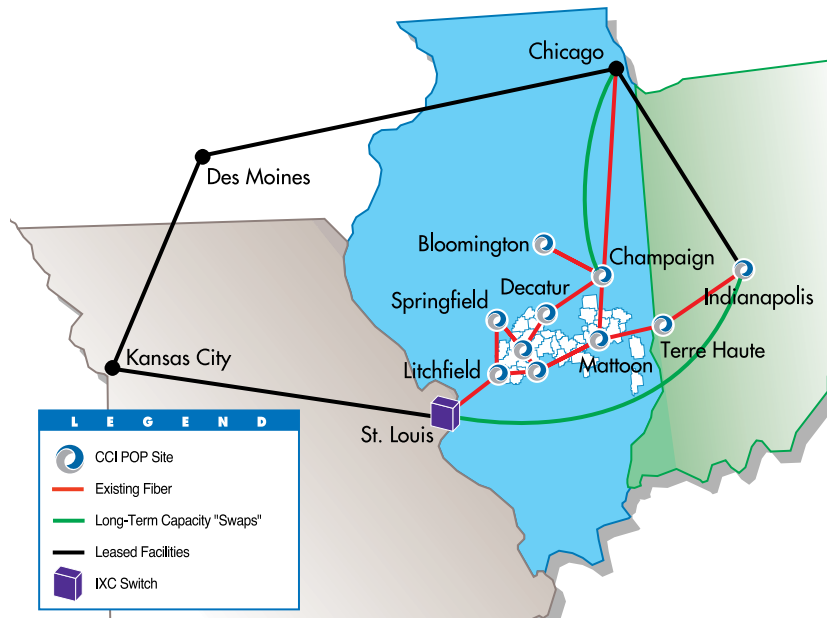 Chicago
Des Moines
Bloomington
Champaign
Decatur
Springfield
Indianapolis
Kansas City
Litchfield
Mattoon
Terre Haute
St. Louis
L E G E N D
CCI POP Site
Existing Fiber
Long-Term Capacity "Swaps"
Leased Facilities
IXC Switch